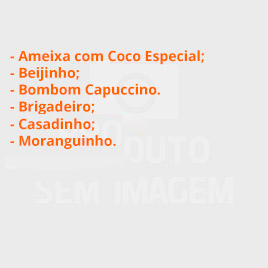 - Ameixa com Coco Especial;
- Beijinho;
- Bombom Capuccino.
- Brigadeiro;
- Casadinho;
- Moranguinho.
SEM IMAGEM